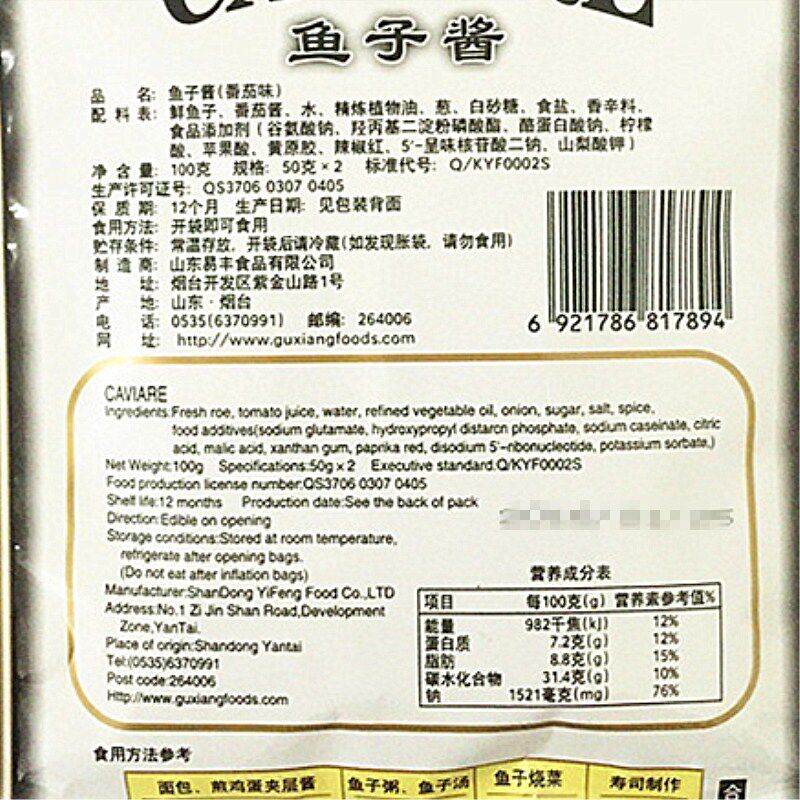 鱼子酱
品 名: 鱼子酱(番茄味)
配 料 表: 鲜鱼子、番茄酱、水、精炼植物油、葱、白砂糖、食盐、香辛料、
食品添加剂（谷氨酸钠、羟丙基二淀粉磷酸酯、酪蛋白酸钠、柠檬
酸、苹果酸、黄原胶、辣椒红、5'-呈味核苷酸二钠、山梨酸钾）
净 含 量: 100克 规格: 50克×2 标准代号: Q/KYF0002S
生产许可证号: QS3706 0307 0405
保 质 期: 12个月 生产日期: 见包装背面
食用方法: 开袋即可食用
贮存条件: 常温存放，开袋后请冷藏(如发现胀袋，请勿食用)
制 造 商: 山东易丰食品有限公司
地 址: 烟台开发区紫金山路1号
产 地: 山东·烟台
电 话: 0535(6370991) 邮编: 264006
网 址: http://www.guxiangfoods.com
6 921786 817894
CAVIARE
Ingredients:Fresh roe, tomato juice, water, refined vegetable oil, onion, sugar, salt, spice,
food additives(sodium glutamate, hydroxypropyl distarcn phosphate, sodium caseinate, citric
acid, malic acid, xanthan gum, paprika red, disodium 5'-ribonucleotide, potassium sorbate,)
Net Weight:100g Specifications:50g×2 Executive standard:Q/KYF0002S
Food production license number:QS3706 0307 0405
Shelf life:12 months Production date:See the back of pack
Direction:Edible on opening
Storage conditions:Stored at room temperature,
refrigerate after opening bags.
(Do not eat after inflation bags)
Manufacturer:ShanDong YiFeng Food Co.,LTD
Address:No.1 Zi Jin Shan Road,Development
Zone,YanTai.
Place of origin:Shandong Yantai
Tel:(0535)6370991
Post code:264006
Http://www.guxiangfoods.com
营养成分表
项目 每100克(g) 营养素参考值%
能量 982千焦(kJ) 12%
蛋白质 7.2克(g) 12%
脂肪 8.8克(g) 15%
碳水化合物 31.4克(g) 10%
钠 1521毫克(mg) 76%
食用方法参考
面包、煎鸡蛋夹层酱 鱼子粥、鱼子汤 鱼子烧菜 寿司制作
合